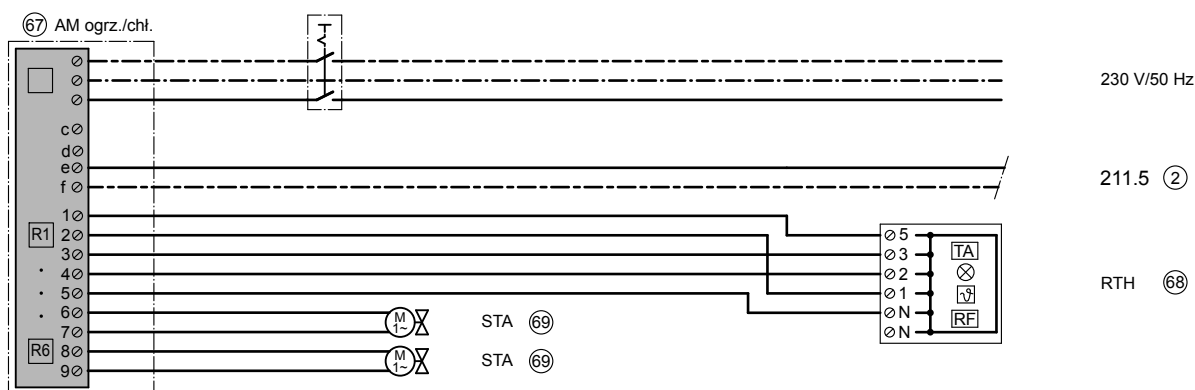 67 AM ogrz./chł.
230 V/50 Hz
c
d
e
f
211.5 2
1
R1 2
3
4
5
6
7
R6 8
9
5
3 TA
2
1 ϑ
N RF
N
RTH 68
M 1~ STA 69
M 1~ STA 69